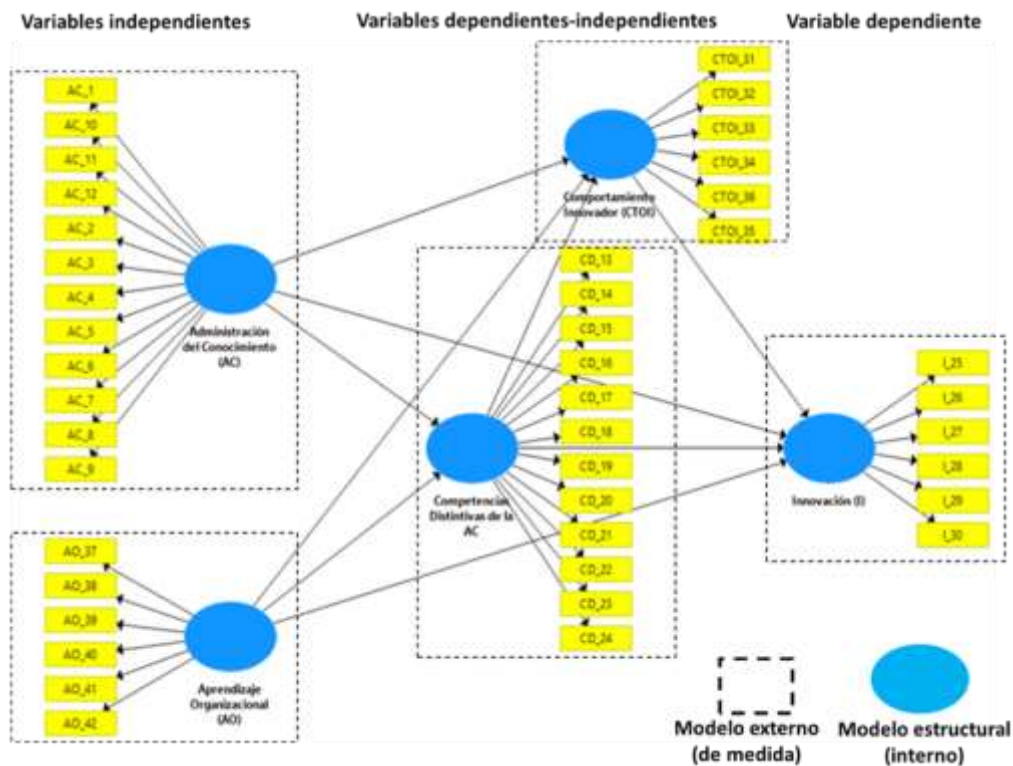 Variables independientes
Variables dependientes-independientes
Variable dependiente
AC_1
AC_10
AC_11
AC_12
AC_2
AC_3
AC_4
AC_5
AC_6
AC_7
AC_8
AC_9
Administración
del Conocimiento
(AC)
AO_37
AO_38
AO_39
AO_40
AO_41
AO_42
Aprendizaje
Organizacional
(AO)
CTOI_31
CTOI_32
CTOI_33
CTOI_34
CTOI_36
CTOI_35
Comportamiento
Innovador (CTOI)
CD_13
CD_14
CD_15
CD_16
CD_17
CD_18
CD_19
CD_20
CD_21
CD_22
CD_23
CD_24
Competencias
Distintivas de la
AC
I_25
I_26
I_27
I_28
I_29
I_30
Innovación (I)
Modelo externo
(de medida)
Modelo estructural
(interno)